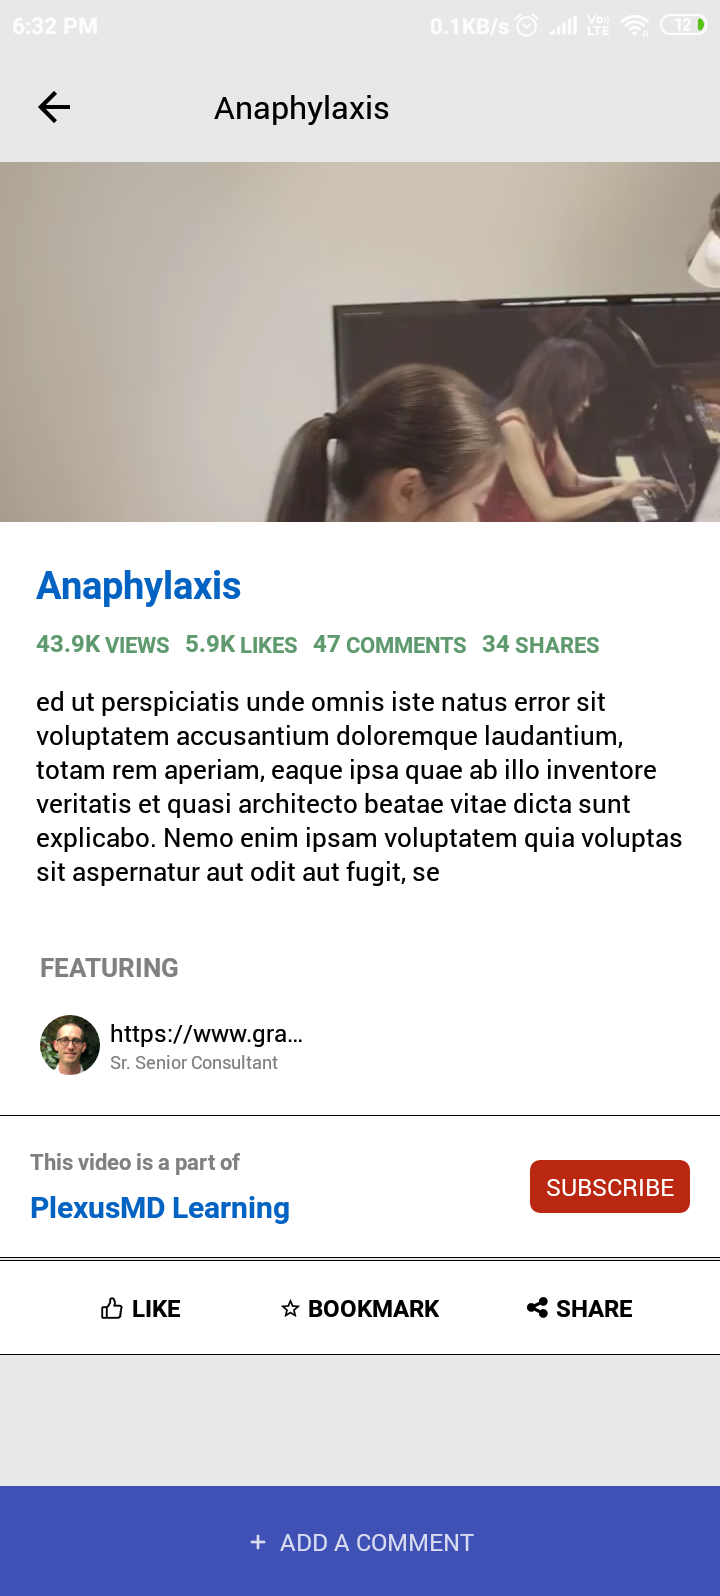 6:32 PM 0.1KB/s Vo) LTE 12
Anaphylaxis
Anaphylaxis
43.9K VIEWS 5.9K LIKES 47 COMMENTS 34 SHARES
ed ut perspiciatis unde omnis iste natus error sit
voluptatem accusantium doloremque laudantium,
totam rem aperiam, eaque ipsa quae ab illo inventore
veritatis et quasi architecto beatae vitae dicta sunt
explicabo. Nemo enim ipsam voluptatem quia voluptas
sit aspernatur aut odit aut fugit, se
FEATURING
https://www.gra...
Sr. Senior Consultant
This video is a part of
PlexusMD Learning
SUBSCRIBE
LIKE BOOKMARK SHARE
+ ADD A COMMENT